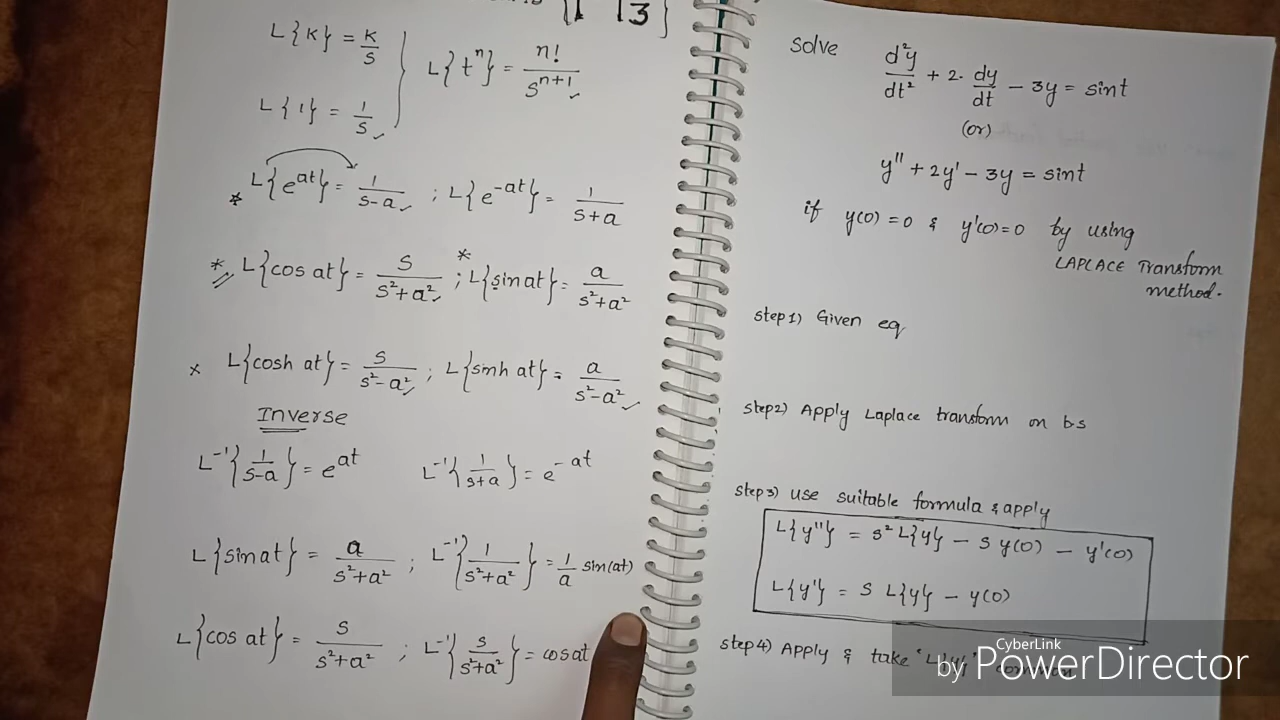 L{K} = K/S
L{1} = 1/S
L{t^n} = n!/S^(n+1)
* L{e^at} = 1/(S-a) ; L{e^-at} = 1/(S+a)
* L{cos at} = S/(S²+a²) ; * L{sin at} = a/(S²+a²)
x L{cosh at} = S/(S²-a²) ; L{sinh at} = a/(S²-a²)
Inverse
L⁻¹{1/(S-a)} = e^at L⁻¹{1/(S+a)} = e^-at
L{sin at} = a/(S²+a²) ; L⁻¹{1/(S²+a²)} = 1/a sin(at)
L{cos at} = S/(S²+a²) ; L⁻¹{S/(S²+a²)} = cos at
Solve d²y/dt² + 2. dy/dt - 3y = sint
(or)
y'' + 2y' - 3y = sint
if y(0) = 0 & y'(0) = 0 by using
LAPLACE Transform
method.
step1) Given eq
step2) Apply Laplace transform on bs
step3) use suitable formula & apply
L{y''} = S² L{y} - S y(0) - y'(0)
L{y'} = S L{y} - y(0)
step4) Apply & take "L{y}"
CyberLink
by PowerDirector